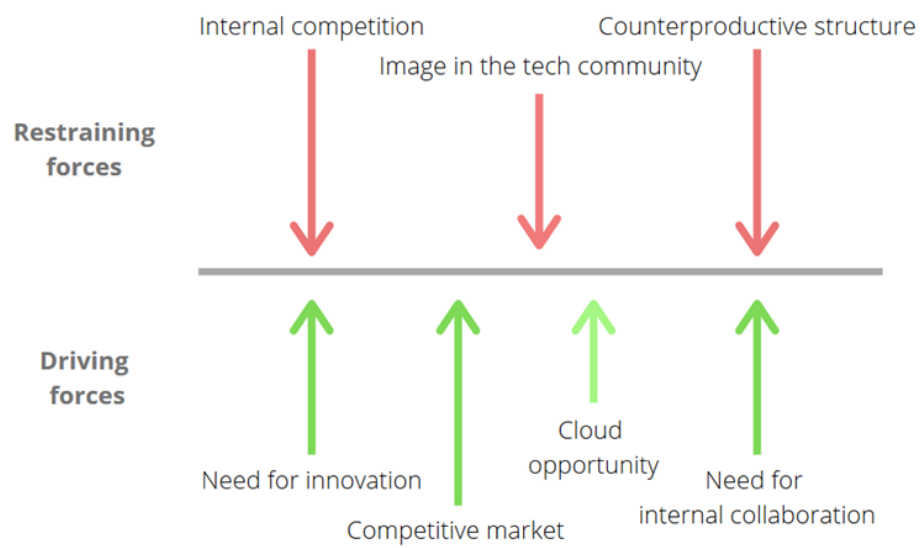 Internal competition
Counterproductive structure
Image in the tech community
Restraining
forces
Driving
forces
Cloud
opportunity
Need for innovation
Need for
internal collaboration
Competitive market